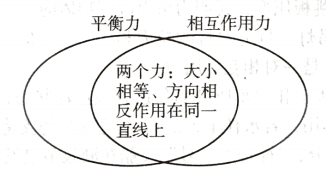 平衡力 相互作用力
两个力：大小
相等、方向相
反作用在同一
直线上